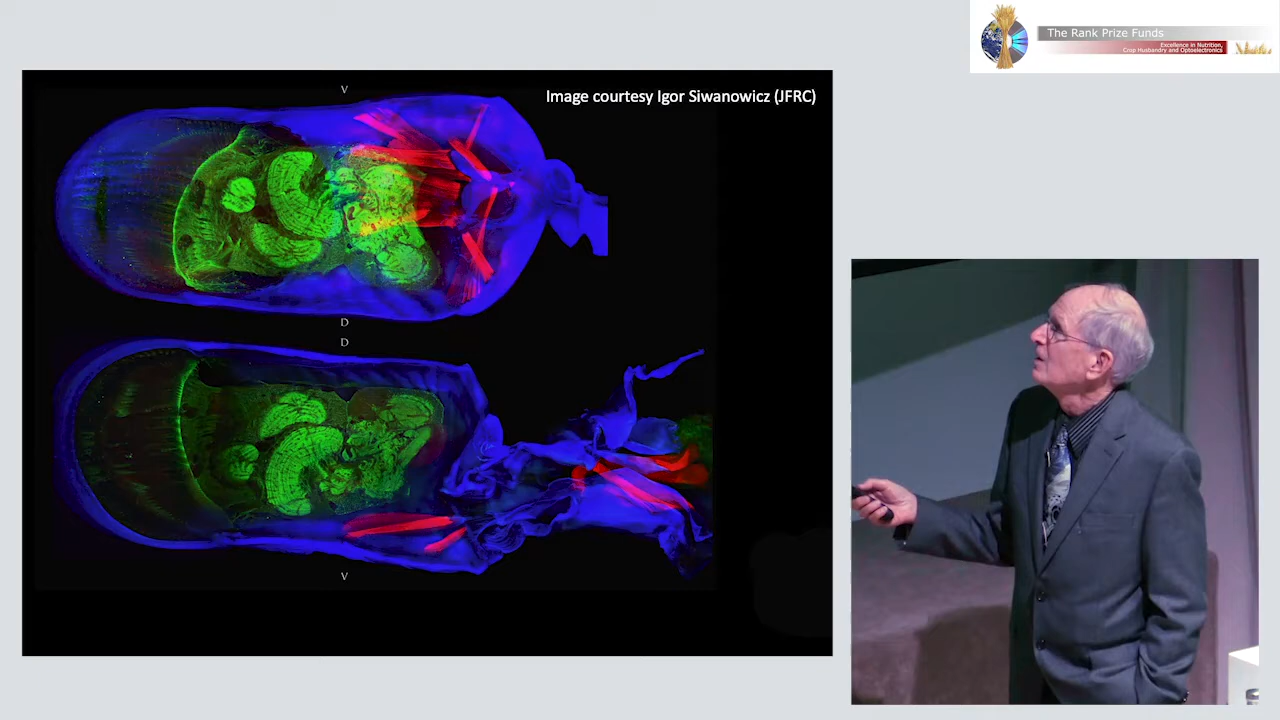 The Rank Prize Funds
Excellence in Nutrition,
Crop Husbandry and Optoelectronics
V
Image courtesy Igor Siwanowicz (JFRC)
D
D
V